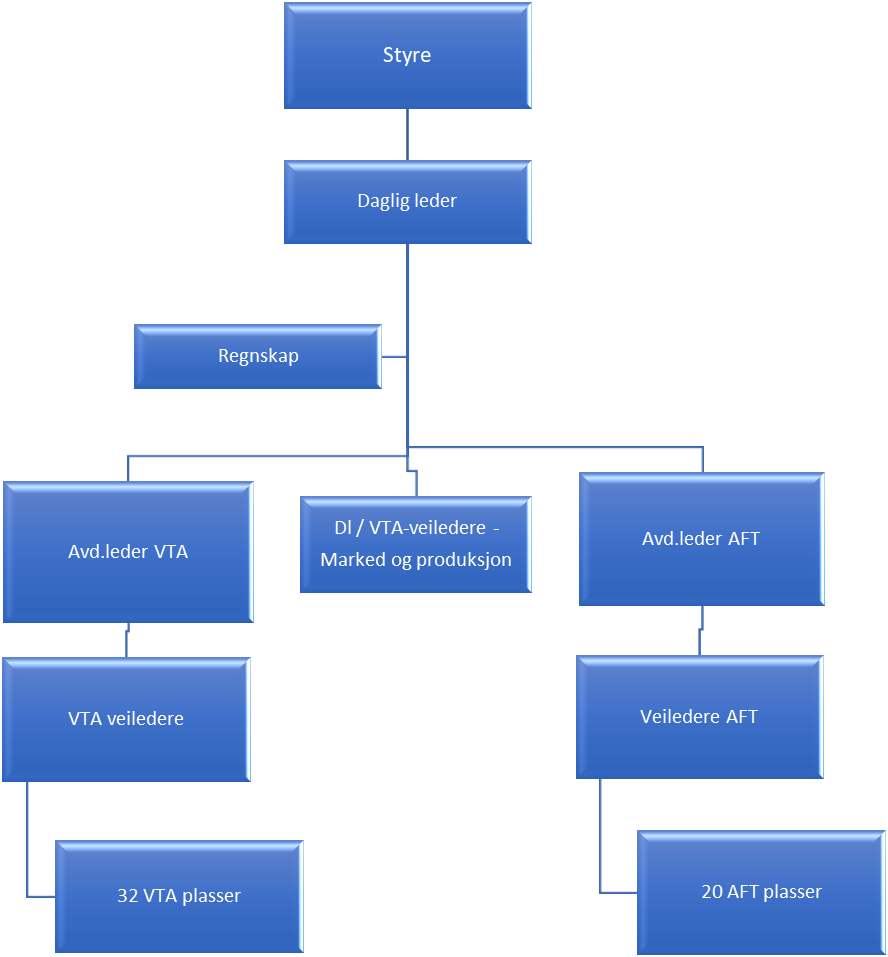 Styre
Daglig leder
Regnskap
Avd.leder VTA
Dl / VTA-veiledere -
Marked og produksjon
Avd.leder AFT
VTA veiledere
Veiledere AFT
32 VTA plasser
20 AFT plasser